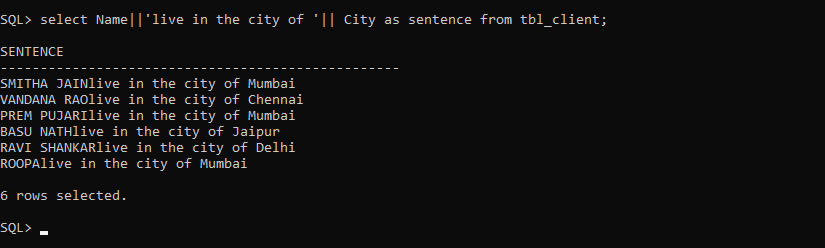 SQL> select Name||'live in the city of '|| City as sentence from tbl_client;
SENTENCE
--------------------------------------------------
SMITHA JAINlive in the city of Mumbai
VANDANA RAOlive in the city of Chennai
PREM PUJARIlive in the city of Mumbai
BASU NATHlive in the city of Jaipur
RAVI SHANKARlive in the city of Delhi
ROOPAlive in the city of Mumbai
6 rows selected.
SQL>